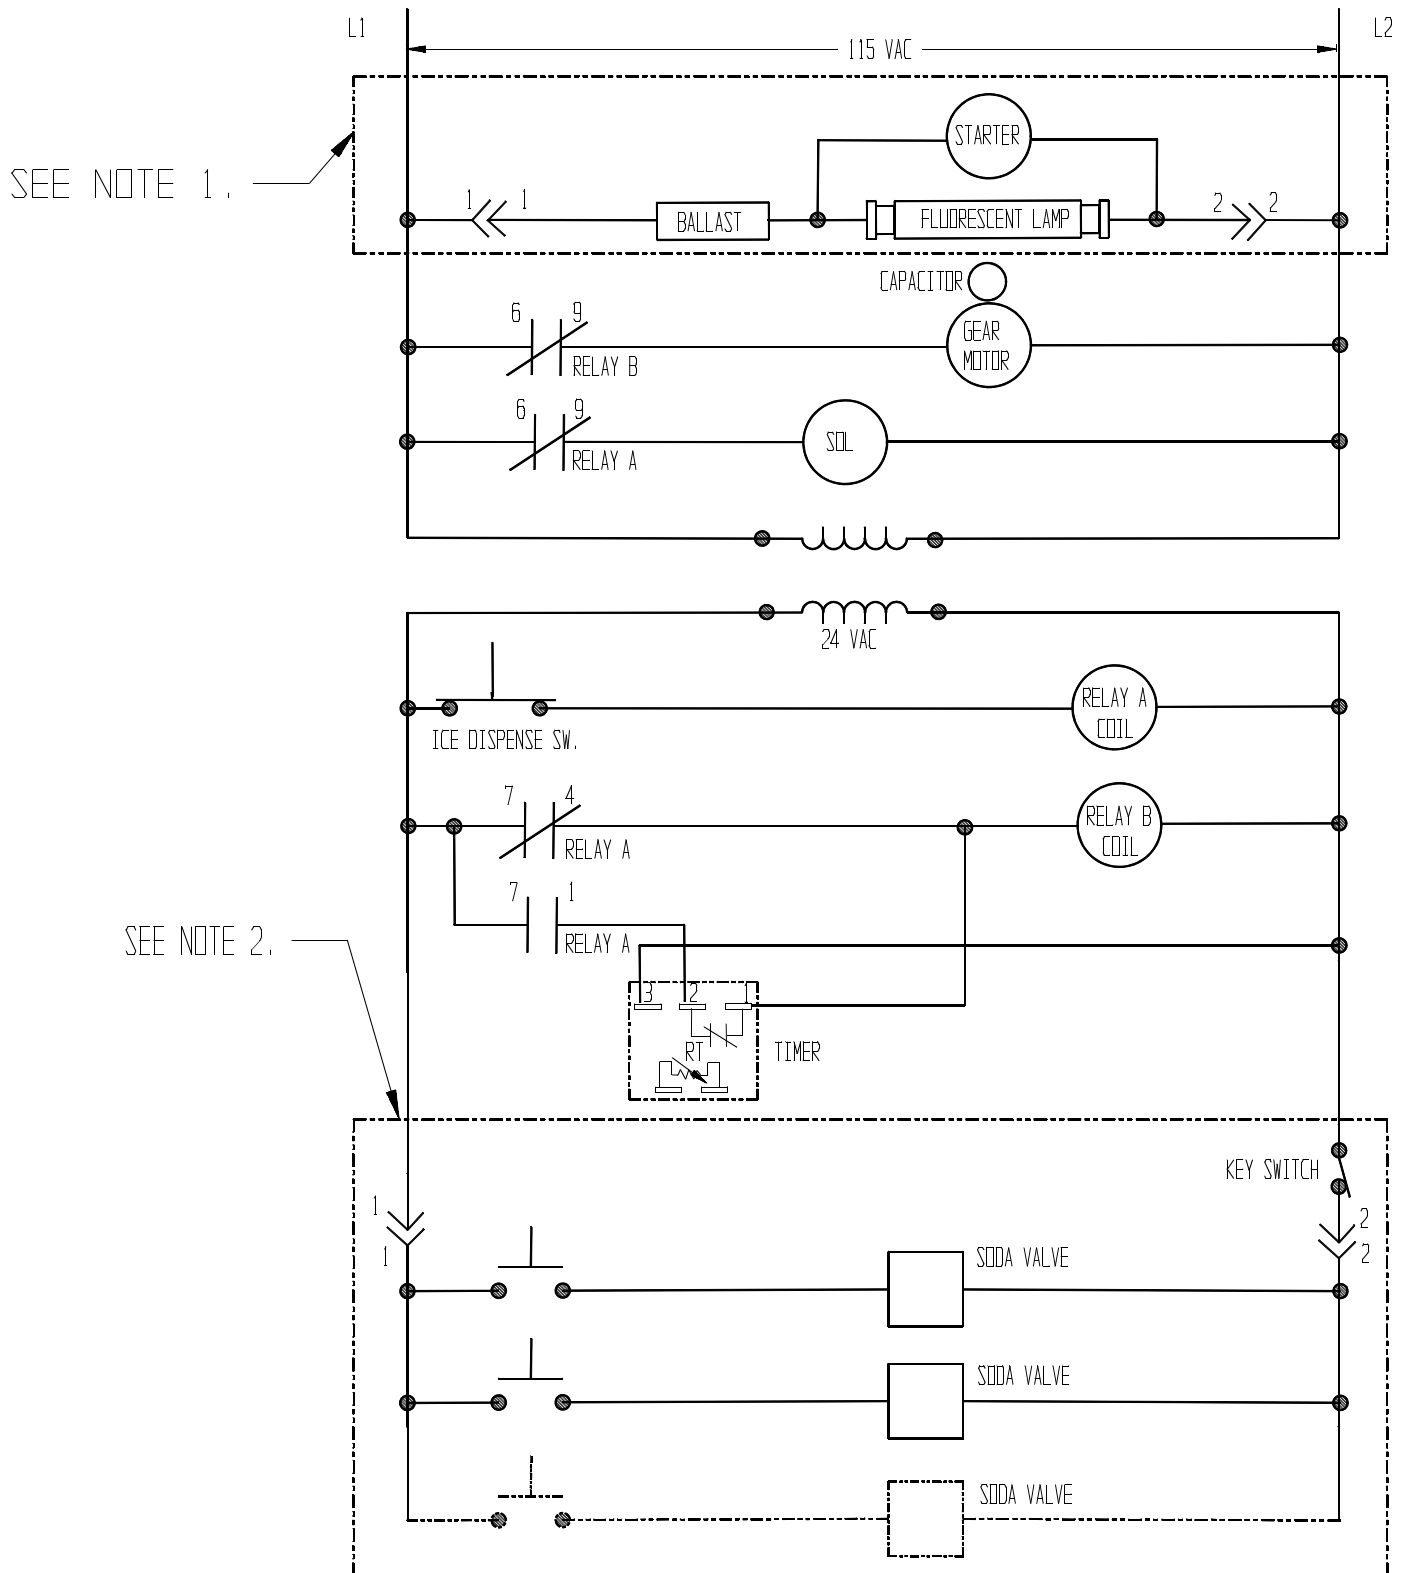 L1
L2
115 VAC
STARTER
SEE NOTE 1.
1 1
2 2
BALLAST
FLUORESCENT LAMP
CAPACITOR
6 9
GEAR
MOTOR
RELAY B
6 9
SOL
RELAY A
24 VAC
RELAY A
COIL
ICE DISPENSE SW.
7 4
RELAY B
COIL
RELAY A
7 1
SEE NOTE 2.
RELAY A
3 2 1
RT
TIMER
KEY SWITCH
1
1
2
2
SODA VALVE
SODA VALVE
SODA VALVE